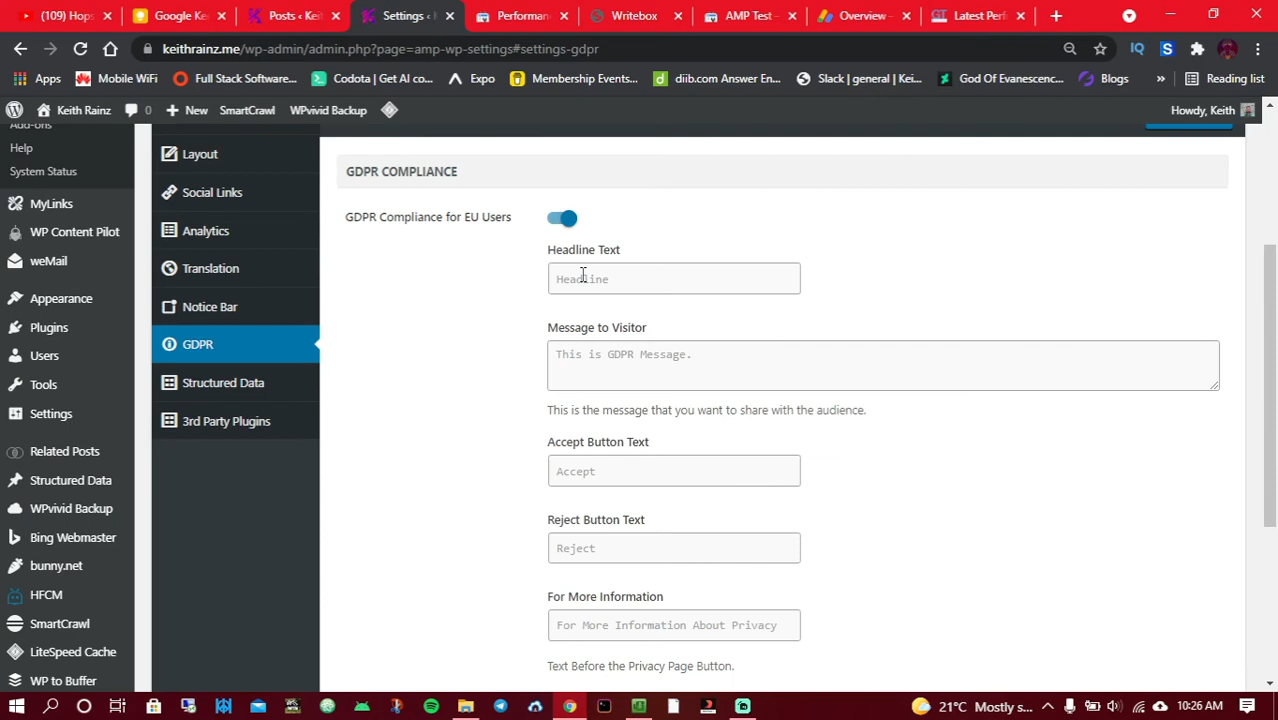 (109) Hops
Google Ke
Posts ‹ Keit
Settings ‹
Performan
Writebox
AMP Test -
Overview -
Latest Perf
keithrainz.me/wp-admin/admin.php?page=amp-wp-settings#settings-gdpr
Apps
Mobile WiFi
Full Stack Software...
Codota | Get AI co...
Expo
Membership Events...
diib.com Answer En...
Slack | general | Kei...
God Of Evanescenc...
Blogs
»
Reading list
Keith Rainz
0
New
SmartCrawl
WPvivid Backup
Howdy, Keith
Add-ons
Help
System Status
MyLinks
WP Content Pilot
weMail
Appearance
Plugins
Users
Tools
Settings
Related Posts
Structured Data
WPvivid Backup
Bing Webmaster
bunny.net
HFCM
SmartCrawl
LiteSpeed Cache
WP to Buffer
Layout
Social Links
Analytics
Translation
Notice Bar
GDPR
Structured Data
3rd Party Plugins
GDPR COMPLIANCE
GDPR Compliance for EU Users
Headline Text
Headline
Message to Visitor
This is GDPR Message.
This is the message that you want to share with the audience.
Accept Button Text
Accept
Reject Button Text
Reject
For More Information
For More Information About Privacy
Text Before the Privacy Page Button.
21°C Mostly s...
10:26 AM